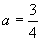 a = 3/4